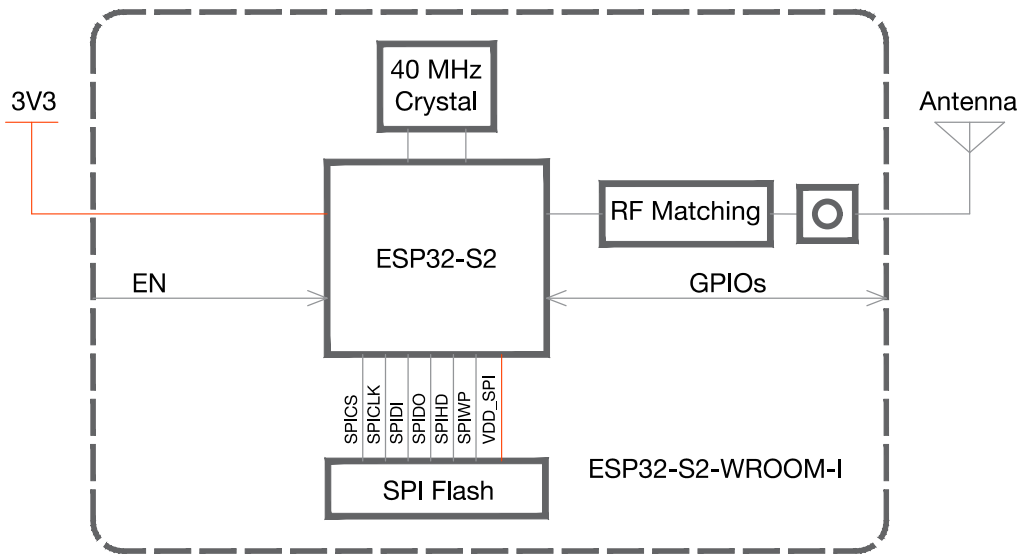 40 MHz
Crystal
3V3
Antenna
RF Matching
ESP32-S2
EN
GPIOs
SPICS
SPICLK
SPIDI
SPIDO
SPIHD
SPIWP
VDD_SPI
ESP32-S2-WROOM-I
SPI Flash